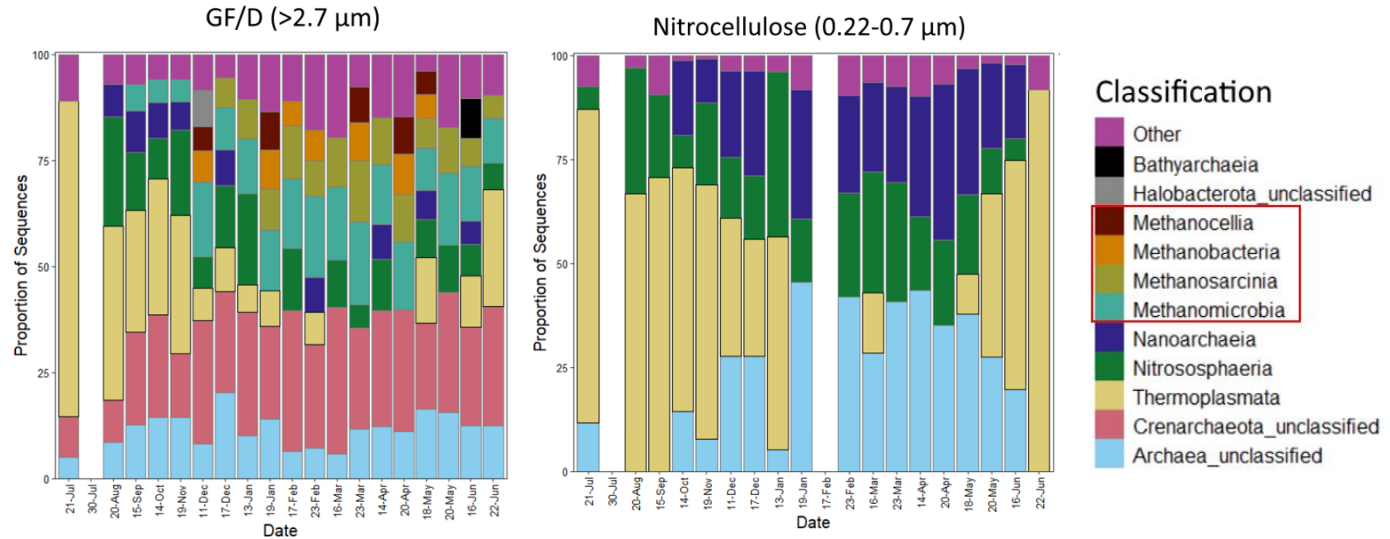 GF/D (>2.7 µm)
Nitrocellulose (0.22-0.7 µm)
Proportion of Sequences
100
75
50
25
0
21-Jul
30-Jul
20-Aug
15-Sep
14-Oct
19-Nov
11-Dec
17-Dec
13-Jan
19-Jan
17-Feb
23-Feb
16-Mar
23-Mar
14-Apr
20-Apr
18-May
20-May
16-Jun
22-Jun
Date
Proportion of Sequences
100
75
50
25
0
21-Jul
30-Jul
20-Aug
15-Sep
14-Oct
19-Nov
11-Dec
17-Dec
13-Jan
19-Jan
17-Feb
23-Feb
16-Mar
23-Mar
14-Apr
20-Apr
18-May
20-May
16-Jun
22-Jun
Date
Classification
Other
Bathyarchaeia
Halobacterota_unclassified
Methanocellia
Methanobacteria
Methanosarcinia
Methanomicrobia
Nanoarchaeia
Nitrososphaeria
Thermoplasmata
Crenarchaeota_unclassified
Archaea_unclassified